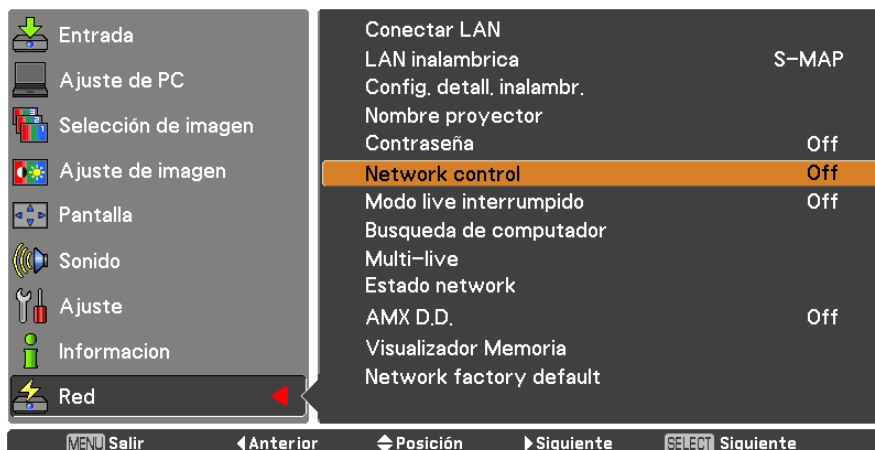 Entrada
Ajuste de PC
Selección de imagen
Ajuste de imagen
Pantalla
Sonido
Ajuste
Informacion
Red
Conectar LAN
LAN inalambrica S-MAP
Config. detall. inalambr.
Nombre proyector
Contraseña Off
Network control Off
Modo live interrumpido Off
Busqueda de computador
Multi-live
Estado network
AMX D.D. Off
Visualizador Memoria
Network factory default
MENU Salir Anterior Posición Siguiente SELECT Siguiente